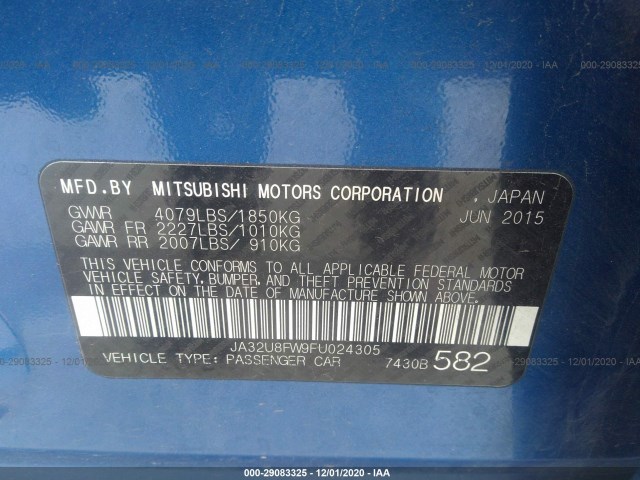 000-29083325 - 12/01/2020 - IAA
MFD.BY MITSUBISHI MOTORS CORPORATION . JAPAN
GVWR 4079LBS/1850KG JUN 2015
GAWR FR 2227LBS/1010KG
GAWR RR 2007LBS/ 910KG
THIS VEHICLE CONFORMS TO ALL APPLICABLE FEDERAL MOTOR
VEHICLE SAFETY, BUMPER, AND THEFT PREVENTION STANDARDS
IN EFFECT ON THE DATE OF MANUFACTURE SHOWN ABOVE.
JA32U8FW9FU024305
VEHICLE TYPE: PASSENGER CAR 7430B 582
000-29083325 - 12/01/2020 - IAA